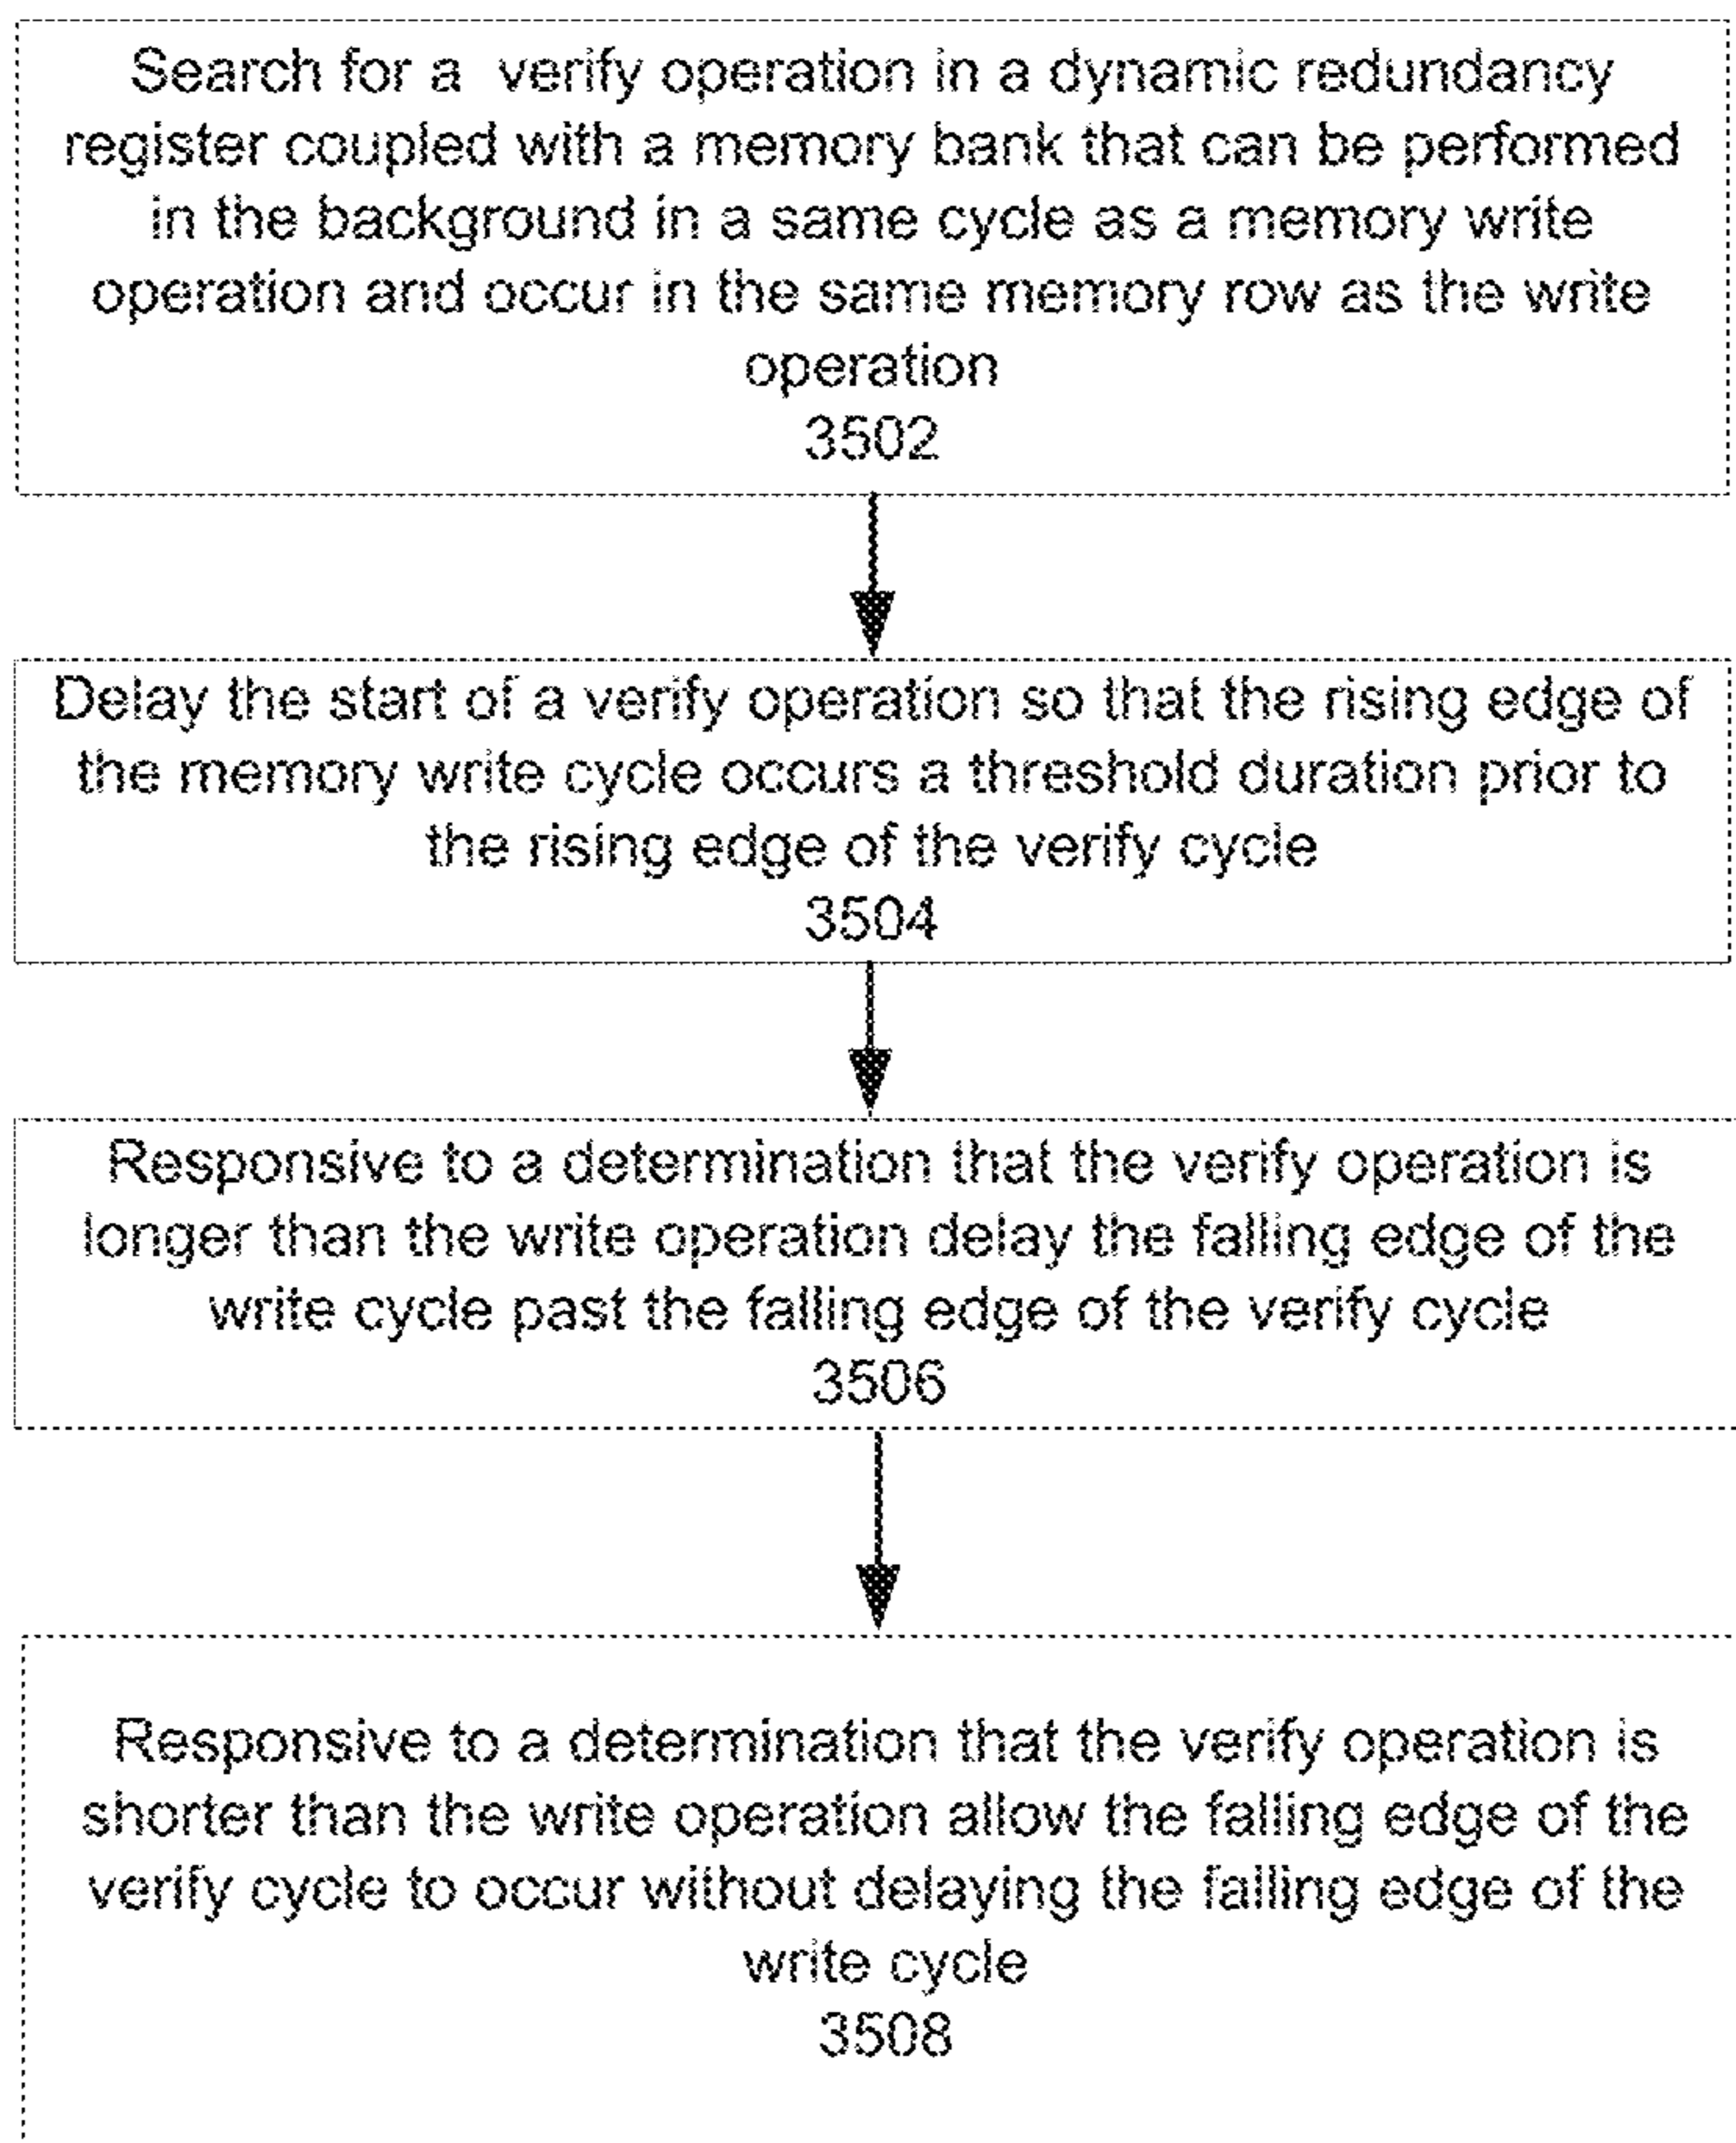 Search for a verify operation in a dynamic redundancy
register coupled with a memory bank that can be performed
in the background in a same cycle as a memory write
operation and occur in the same memory row as the write
operation
3502
Delay the start of a verify operation so that the rising edge of
the memory write cycle occurs a threshold duration prior to
the rising edge of the verify cycle
3504
Responsive to a determination that the verify operation is
longer than the write operation delay the falling edge of the
write cycle past the falling edge of the verify cycle
3506
Responsive to a determination that the verify operation is
shorter than the write operation allow the falling edge of the
verify cycle to occur without delaying the falling edge of the
write cycle
3508